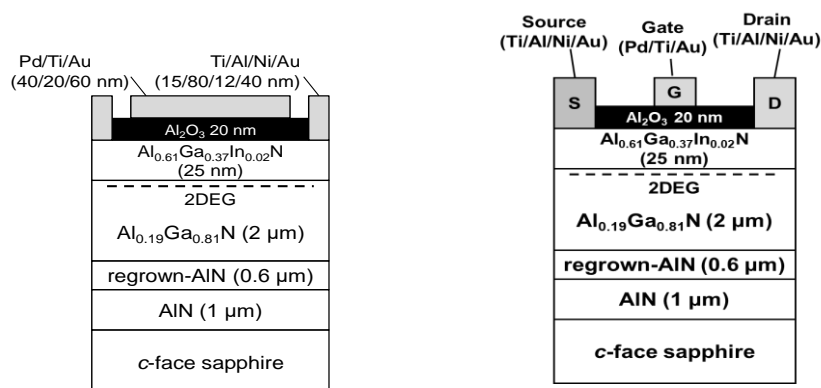 Pd/Ti/Au
(40/20/60 nm)
Ti/Al/Ni/Au
(15/80/12/40 nm)
Al₂O₃ 20 nm
Al₀.₆₁Ga₀.₃₇In₀.₀₂N
(25 nm)
2DEG
Al₀.₁₉Ga₀.₈₁N (2 µm)
regrown-AlN (0.6 µm)
AlN (1 µm)
c-face sapphire
Source
(Ti/Al/Ni/Au)
Gate
(Pd/Ti/Au)
Drain
(Ti/Al/Ni/Au)
S
G
D
Al₂O₃ 20 nm
Al₀.₆₁Ga₀.₃₇In₀.₀₂N
(25 nm)
2DEG
Al₀.₁₉Ga₀.₈₁N (2 µm)
regrown-AlN (0.6 µm)
AlN (1 µm)
c-face sapphire